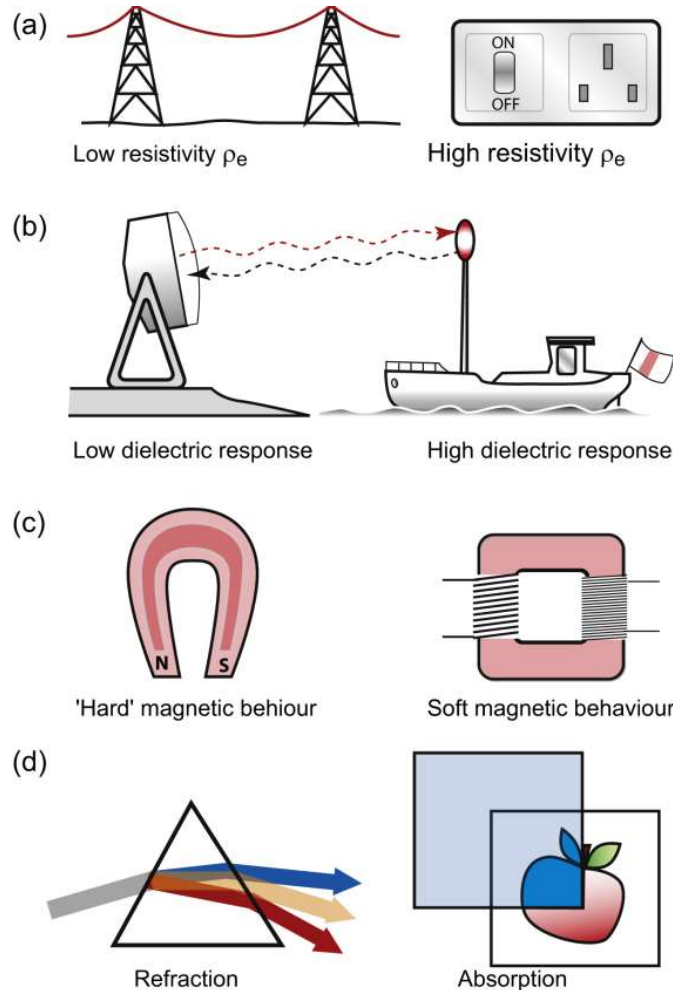 (a)
ON
OFF
Low resistivity ρe
High resistivity ρe
(b)
Low dielectric response
High dielectric response
(c)
N S
'Hard' magnetic behiour
Soft magnetic behaviour
(d)
Refraction
Absorption